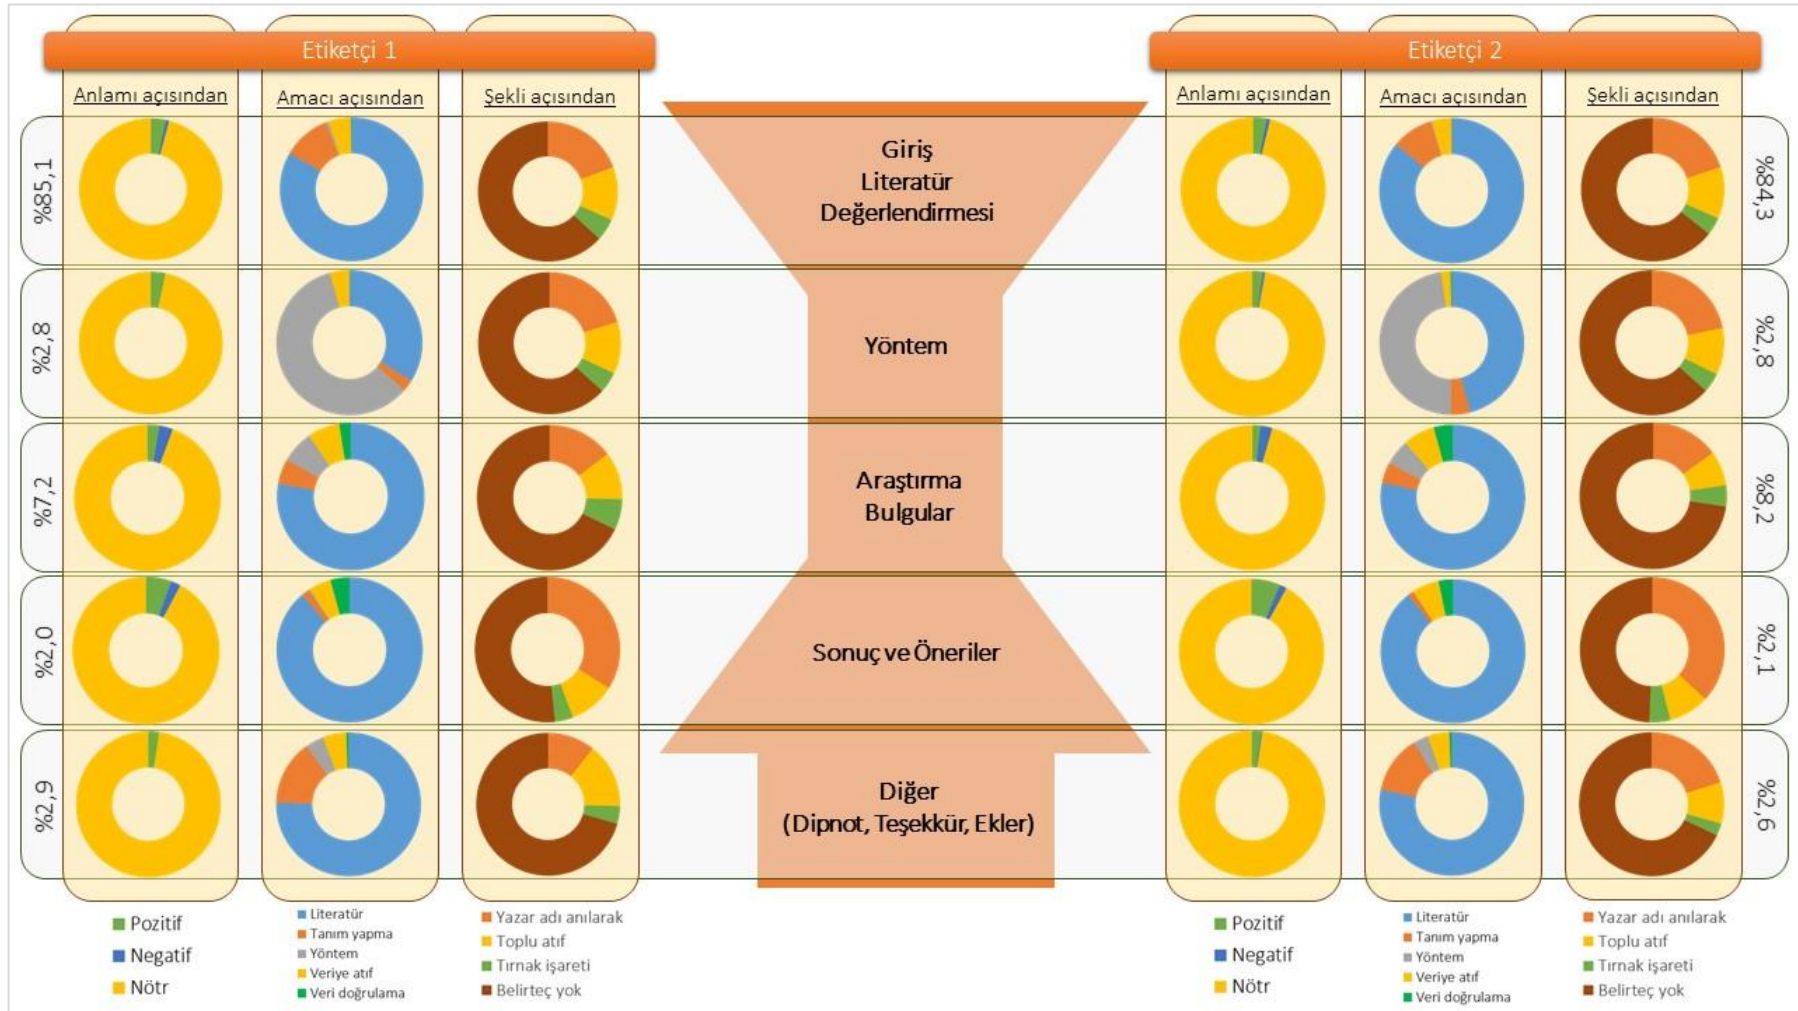 Etiketçi 1
Anlamı açısından
Amacı açısından
Şekli açısından
%85,1
%2,8
%7,2
%2,0
%2,9
Pozitif
Negatif
Nötr
Literatür
Tanım yapma
Yöntem
Veriye atıf
Veri doğrulama
Yazar adı anılarak
Toplu atıf
Tırnak işareti
Belirteç yok
Giriş
Literatür
Değerlendirmesi
Yöntem
Araştırma
Bulgular
Sonuç ve Öneriler
Diğer
(Dipnot, Teşekkür, Ekler)
Etiketçi 2
Anlamı açısından
Amacı açısından
Şekli açısından
%84,3
%2,8
%8,2
%2,1
%2,6
Pozitif
Negatif
Nötr
Literatür
Tanım yapma
Yöntem
Veriye atıf
Veri doğrulama
Yazar adı anılarak
Toplu atıf
Tırnak işareti
Belirteç yok